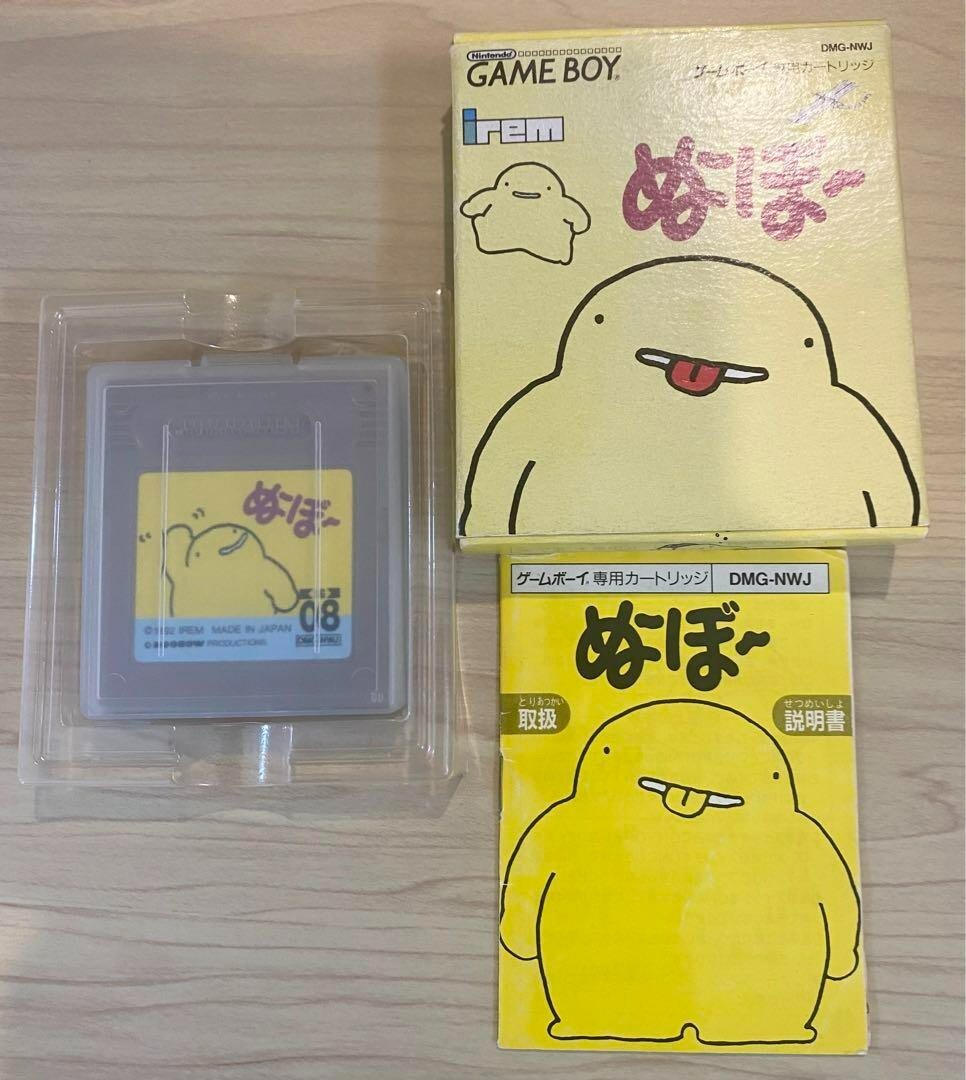 Nintendo
GAME BOY
DMG-NWJ
ゲームボーイ専用カートリッジ
irem
ぬ〜ぼ〜
ぬ〜ぼ〜
08
©1992 IREM MADE IN JAPAN
DMG-NWJ
PRODUCTIONS
ゲームボーイ専用カートリッジ DMG-NWJ
ぬ〜ぼ〜
とりあつかい
取扱
せつめいしょ
説明書